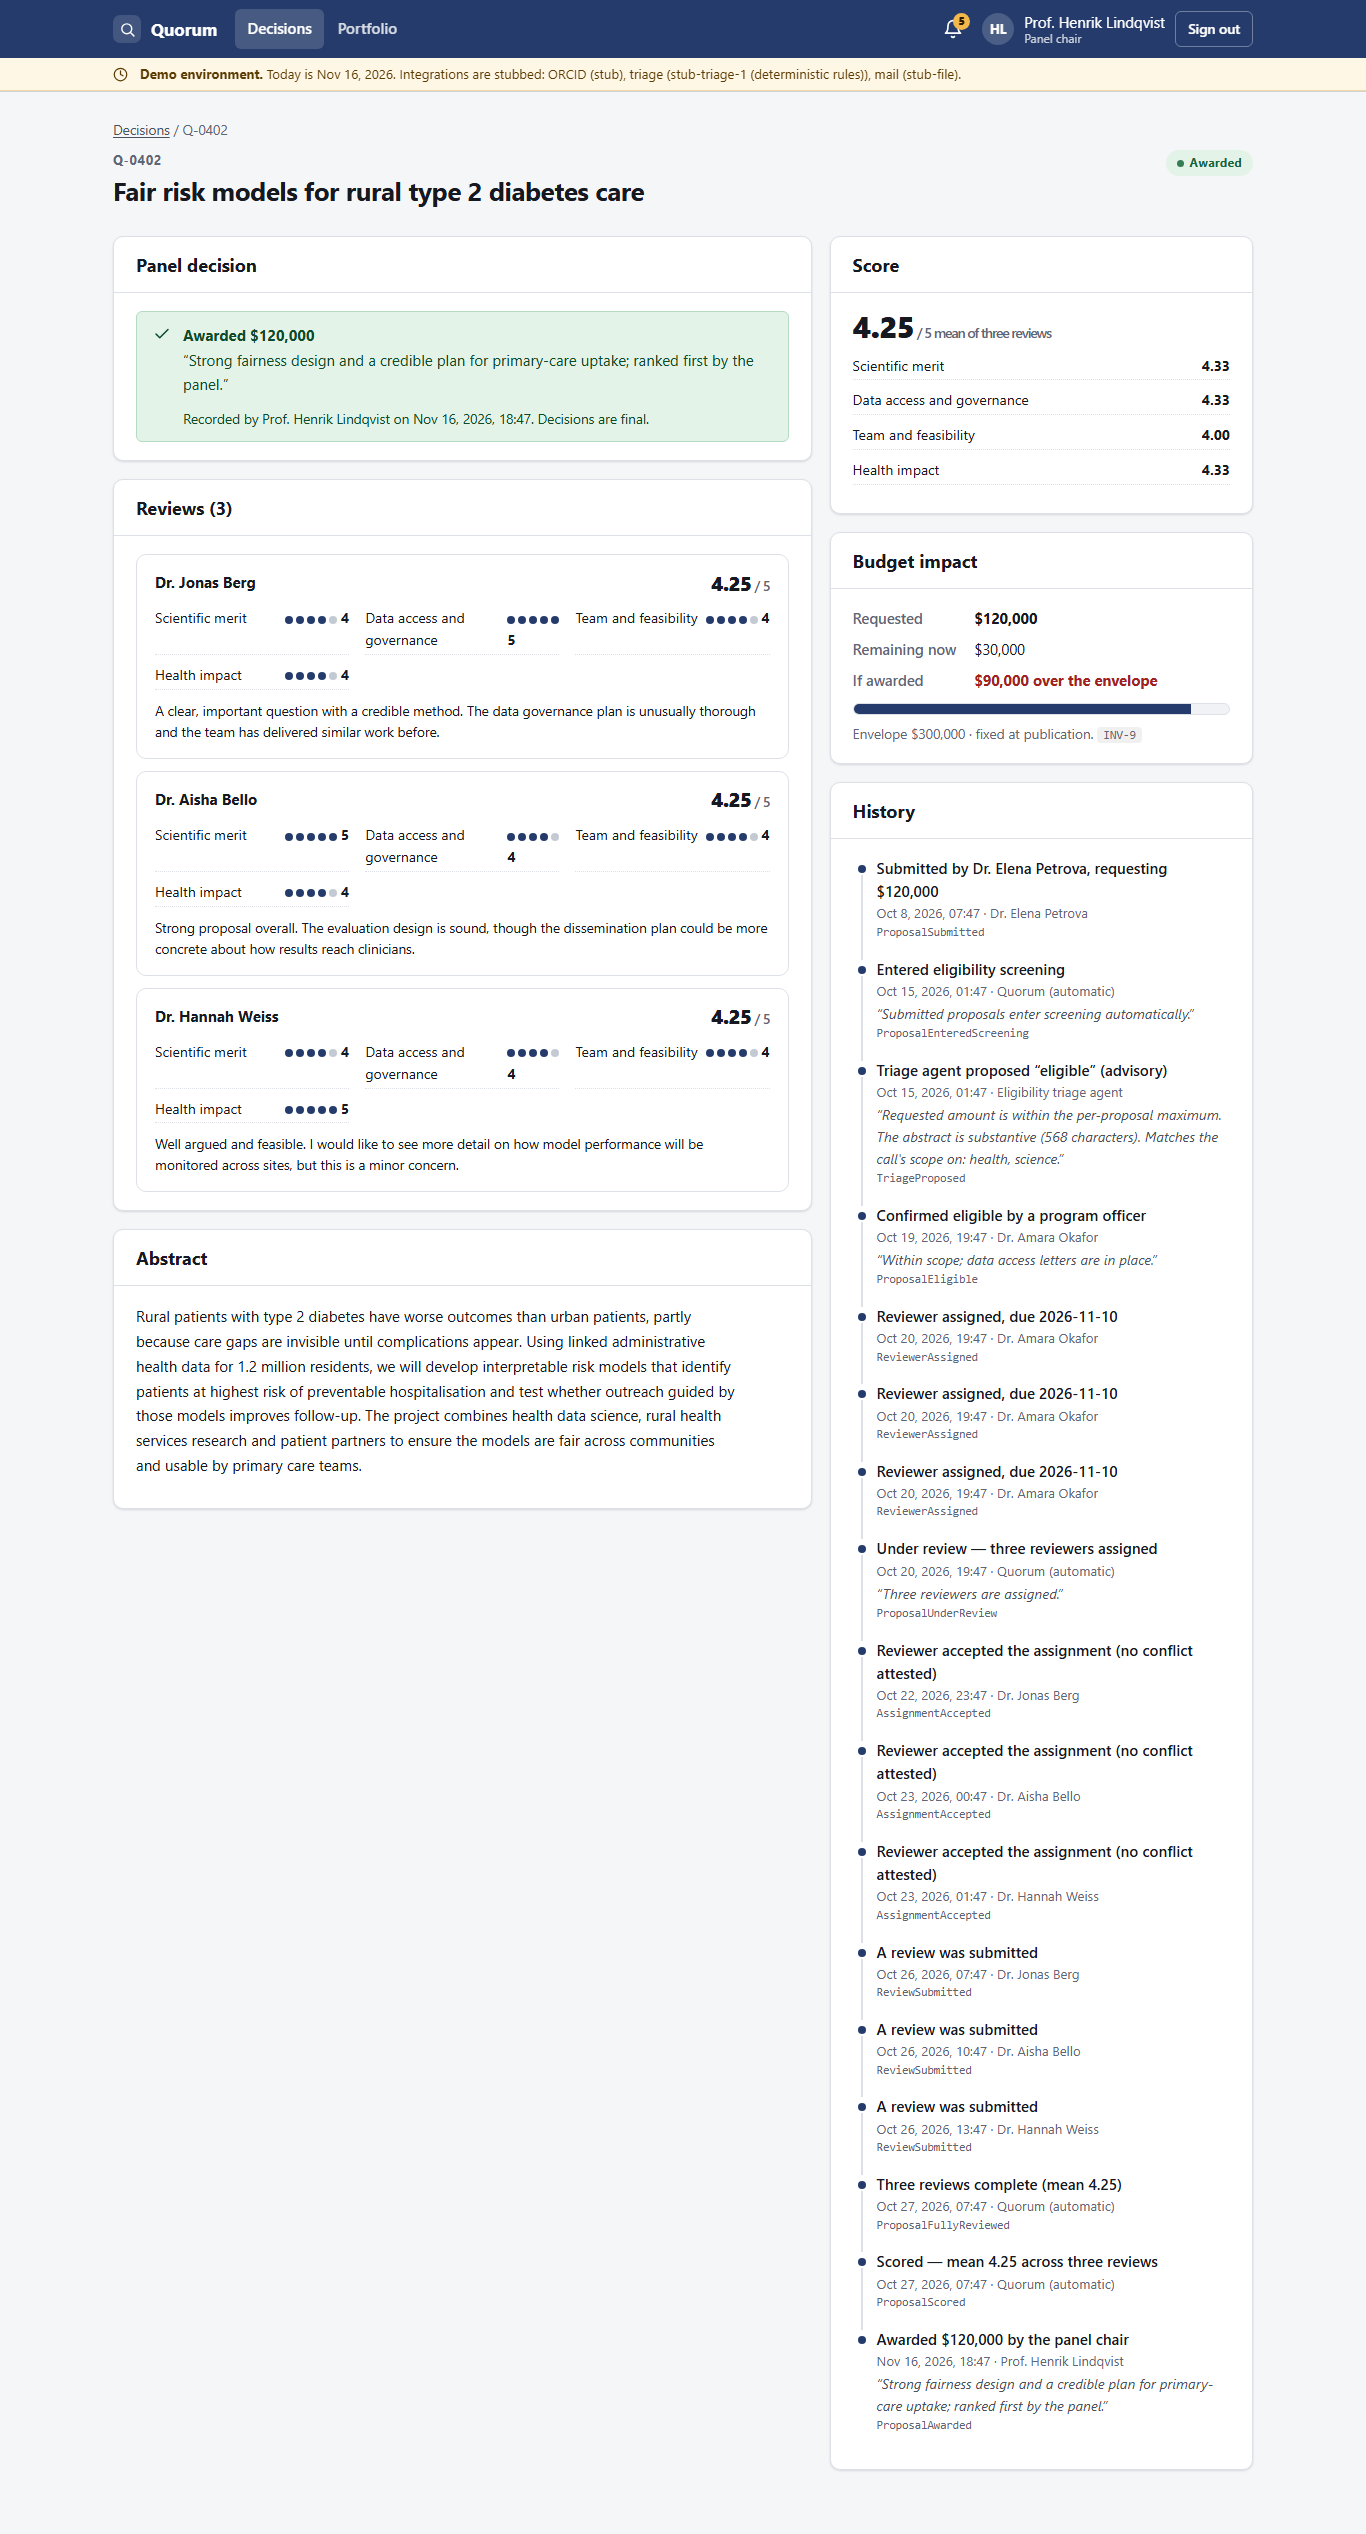 Quorum
Decisions
Portfolio
5
HL
Prof. Henrik Lindqvist
Panel chair
Sign out
Demo environment. Today is Nov 16, 2026. Integrations are stubbed: ORCID (stub), triage (stub-triage-1 (deterministic rules)), mail (stub-file).
Decisions / Q-0402
Q-0402
Fair risk models for rural type 2 diabetes care
Awarded
Panel decision
Awarded $120,000
“Strong fairness design and a credible plan for primary-care uptake; ranked first by the
panel.”
Recorded by Prof. Henrik Lindqvist on Nov 16, 2026, 18:47. Decisions are final.
Reviews (3)
Dr. Jonas Berg
4.25 / 5
Scientific merit 4
Data access and
governance
5
Team and feasibility 4
Health impact 4
A clear, important question with a credible method. The data governance plan is unusually thorough
and the team has delivered similar work before.
Dr. Aisha Bello
4.25 / 5
Scientific merit 5
Data access and
governance
4
Team and feasibility 4
Health impact 4
Strong proposal overall. The evaluation design is sound, though the dissemination plan could be more
concrete about how results reach clinicians.
Dr. Hannah Weiss
4.25 / 5
Scientific merit 4
Data access and
governance
4
Team and feasibility 4
Health impact 5
Well argued and feasible. I would like to see more detail on how model performance will be
monitored across sites, but this is a minor concern.
Abstract
Rural patients with type 2 diabetes have worse outcomes than urban patients, partly
because care gaps are invisible until complications appear. Using linked administrative
health data for 1.2 million residents, we will develop interpretable risk models that identify
patients at highest risk of preventable hospitalisation and test whether outreach guided by
those models improves follow-up. The project combines health data science, rural health
services research and patient partners to ensure the models are fair across communities
and usable by primary care teams.
Score
4.25 / 5 mean of three reviews
Scientific merit 4.33
Data access and governance 4.33
Team and feasibility 4.00
Health impact 4.33
Budget impact
Requested $120,000
Remaining now $30,000
If awarded $90,000 over the envelope
Envelope $300,000 · fixed at publication. INV-9
History
Submitted by Dr. Elena Petrova, requesting
$120,000
Oct 8, 2026, 07:47 · Dr. Elena Petrova
ProposalSubmitted
Entered eligibility screening
Oct 15, 2026, 01:47 · Quorum (automatic)
“Submitted proposals enter screening automatically.”
ProposalEnteredScreening
Triage agent proposed “eligible” (advisory)
Oct 15, 2026, 01:47 · Eligibility triage agent
“Requested amount is within the per-proposal maximum.
The abstract is substantive (568 characters). Matches the
call's scope on: health, science.”
TriageProposed
Confirmed eligible by a program officer
Oct 19, 2026, 19:47 · Dr. Amara Okafor
“Within scope; data access letters are in place.”
ProposalEligible
Reviewer assigned, due 2026-11-10
Oct 20, 2026, 19:47 · Dr. Amara Okafor
ReviewerAssigned
Reviewer assigned, due 2026-11-10
Oct 20, 2026, 19:47 · Dr. Amara Okafor
ReviewerAssigned
Reviewer assigned, due 2026-11-10
Oct 20, 2026, 19:47 · Dr. Amara Okafor
ReviewerAssigned
Under review — three reviewers assigned
Oct 20, 2026, 19:47 · Quorum (automatic)
“Three reviewers are assigned.”
ProposalUnderReview
Reviewer accepted the assignment (no conflict
attested)
Oct 22, 2026, 23:47 · Dr. Jonas Berg
AssignmentAccepted
Reviewer accepted the assignment (no conflict
attested)
Oct 23, 2026, 00:47 · Dr. Aisha Bello
AssignmentAccepted
Reviewer accepted the assignment (no conflict
attested)
Oct 23, 2026, 01:47 · Dr. Hannah Weiss
AssignmentAccepted
A review was submitted
Oct 26, 2026, 07:47 · Dr. Jonas Berg
ReviewSubmitted
A review was submitted
Oct 26, 2026, 10:47 · Dr. Aisha Bello
ReviewSubmitted
A review was submitted
Oct 26, 2026, 13:47 · Dr. Hannah Weiss
ReviewSubmitted
Three reviews complete (mean 4.25)
Oct 27, 2026, 07:47 · Quorum (automatic)
ProposalFullyReviewed
Scored — mean 4.25 across three reviews
Oct 27, 2026, 07:47 · Quorum (automatic)
ProposalScored
Awarded $120,000 by the panel chair
Nov 16, 2026, 18:47 · Prof. Henrik Lindqvist
“Strong fairness design and a credible plan for primary-
care uptake; ranked first by the panel.”
ProposalAwarded